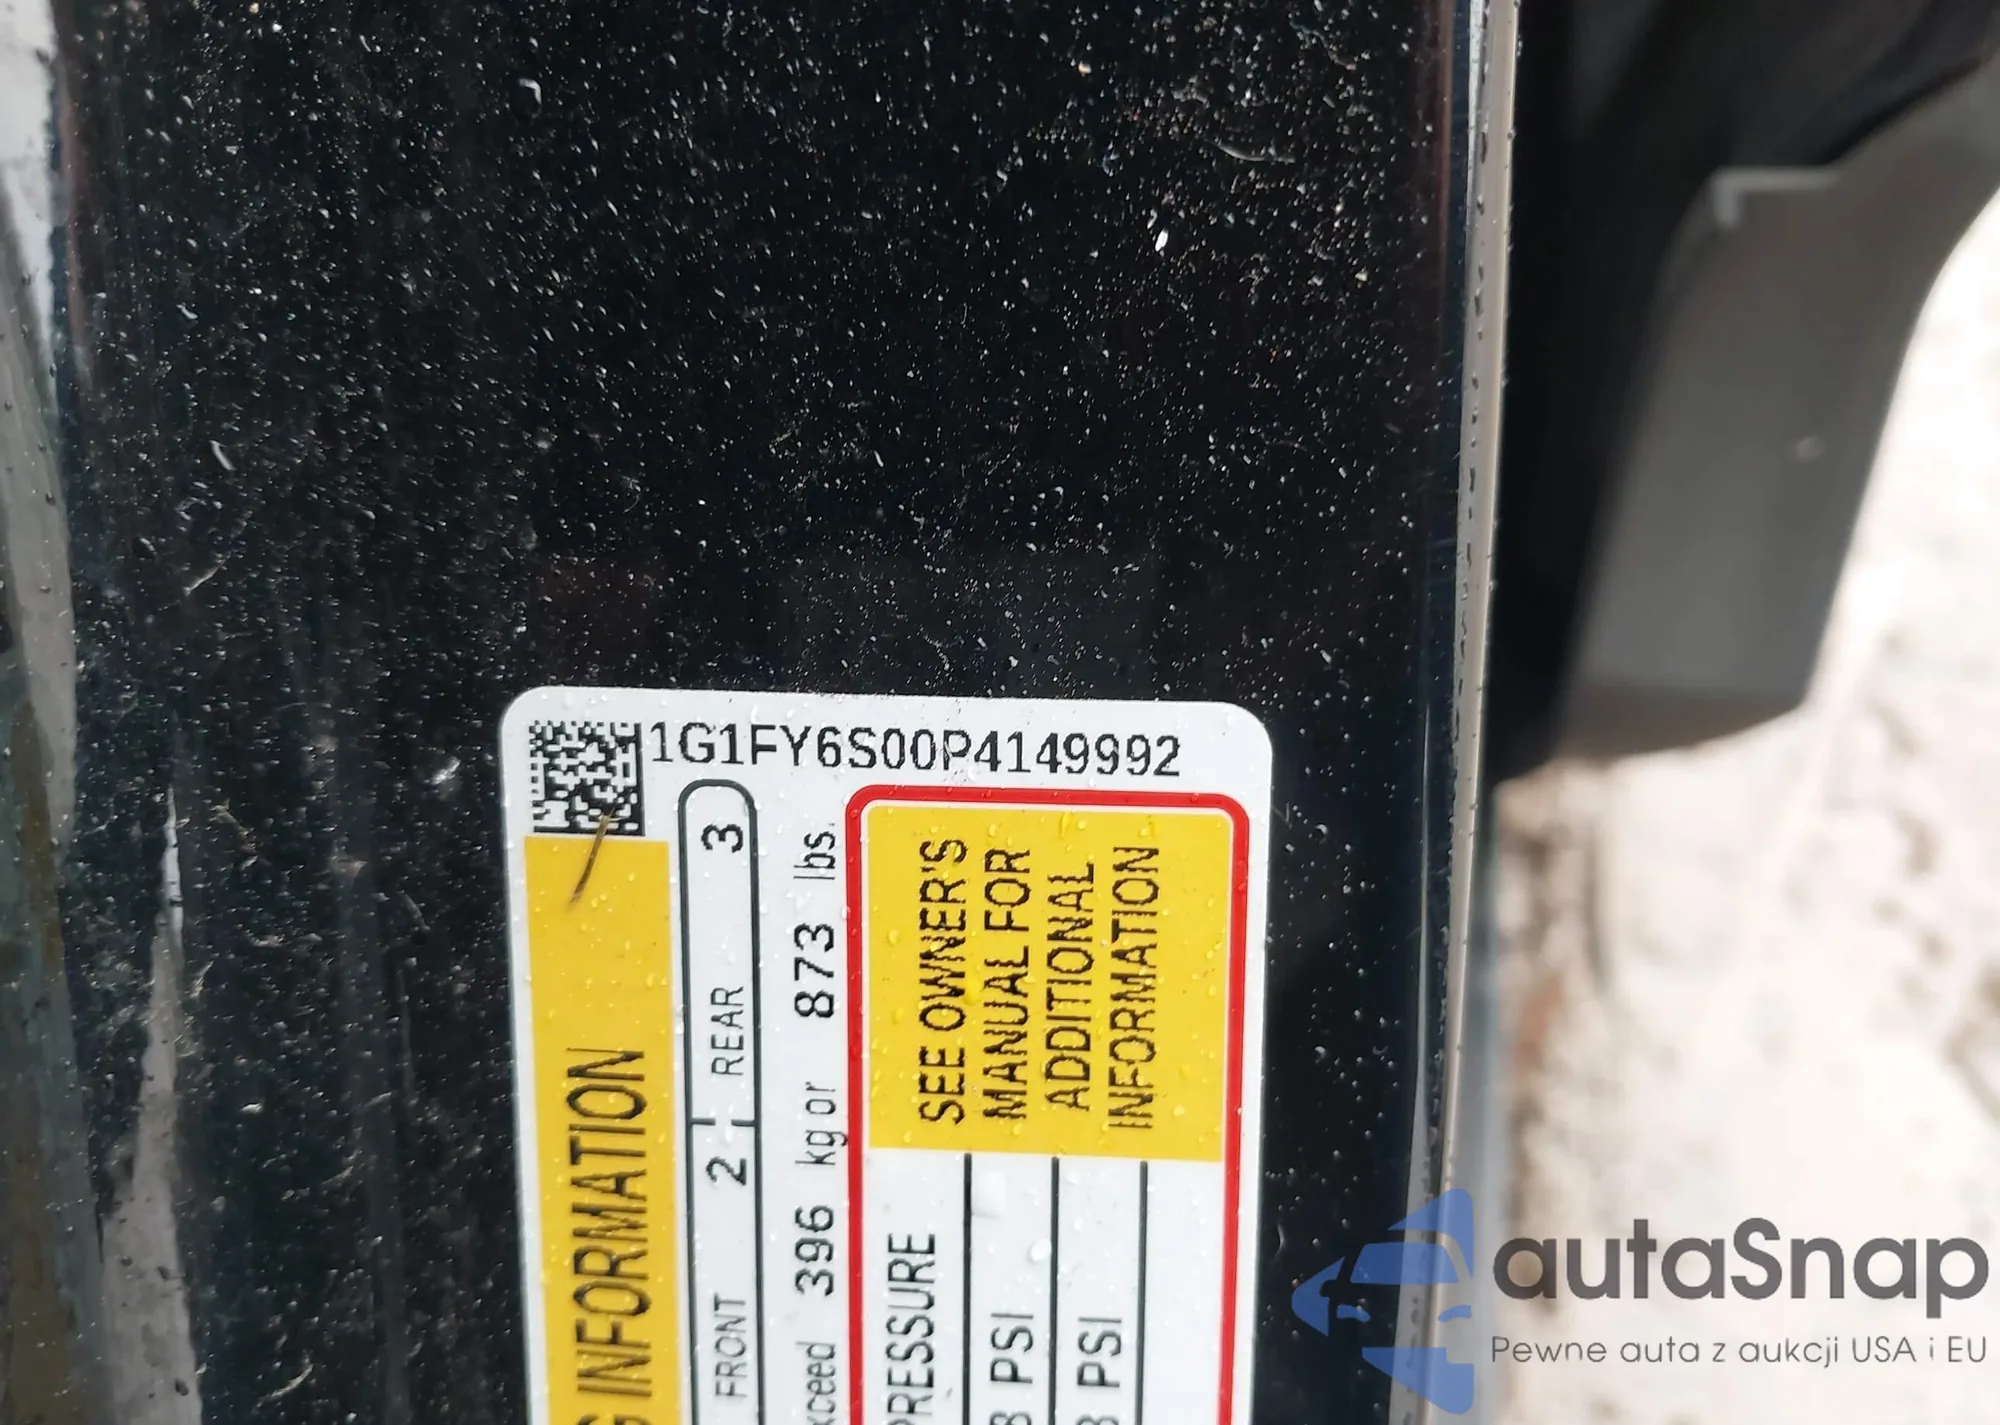 1G1FY6S00P4149992
INFORMATION
FRONT 2 REAR 3
396 kg or 873 lbs.
PRESSURE
PSI
PSI
SEE OWNER'S
MANUAL FOR
ADDITIONAL
INFORMATION
autaSnap
Pewne auta z aukcji USA i EU